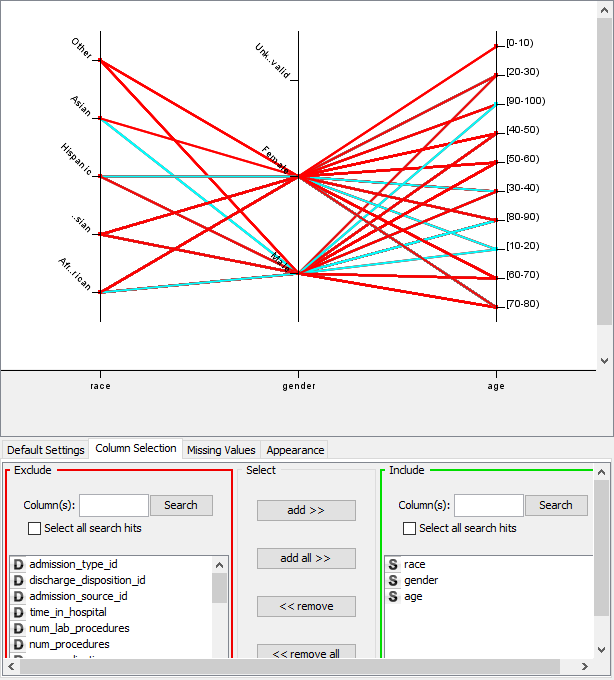 Other
Asian
Hispanic
..sian
Afr..rican
Unk..valid
Female
Male
[0-10)
[20-30)
[90-100)
[40-50)
[50-60)
[30-40)
[80-90)
[10-20)
[60-70)
[70-80)
race gender age
Default Settings Column Selection Missing Values Appearance
Exclude
Column(s): Search
Select all search hits
D admission_type_id
D discharge_disposition_id
D admission_source_id
D time_in_hospital
D num_lab_procedures
D num_procedures
Select
add >>
add all >>
<< remove
<< remove all
Include
Column(s): Search
Select all search hits
S race
S gender
S age